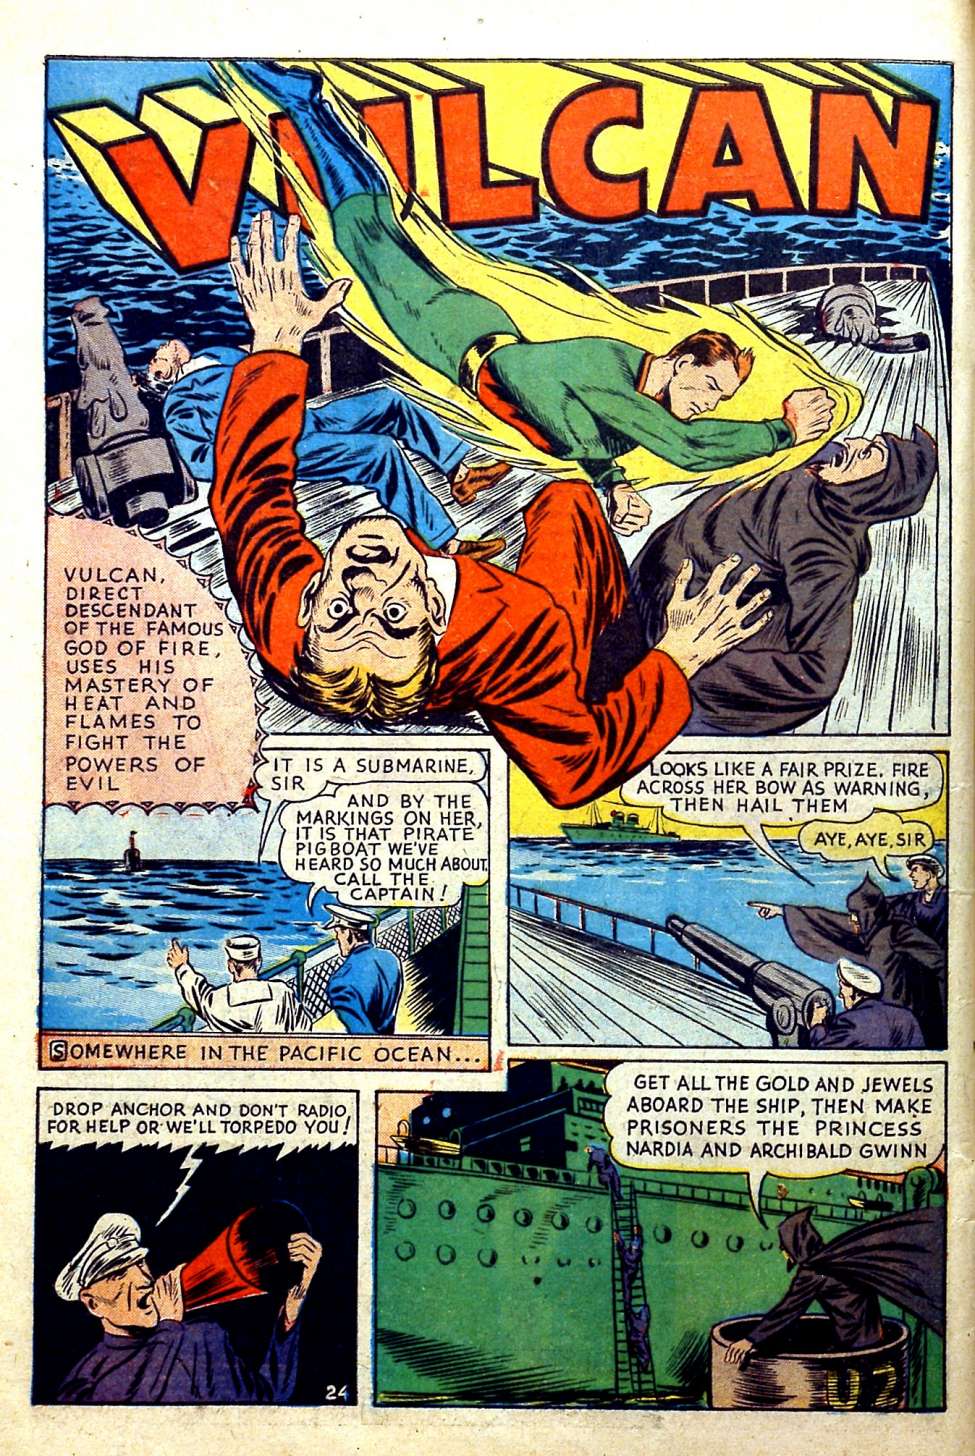 VULCAN
VULCAN,
DIRECT
DESCENDANT
OF THE FAMOUS
GOD OF FIRE,
USES HIS
MASTERY OF
HEAT AND
FLAMES TO
FIGHT THE
POWERS OF
EVIL
IT IS A SUBMARINE,
SIR
AND BY THE
MARKINGS ON HER,
IT IS THAT PIRATE
PIGBOAT WE'VE
HEARD SO MUCH ABOUT.
CALL THE
CAPTAIN!
SOMEWHERE IN THE PACIFIC OCEAN...
LOOKS LIKE A FAIR PRIZE. FIRE
ACROSS HER BOW AS WARNING,
THEN HAIL THEM
AYE, AYE, SIR
DROP ANCHOR AND DON'T RADIO
FOR HELP OR WE'LL TORPEDO YOU!
24
GET ALL THE GOLD AND JEWELS
ABOARD THE SHIP, THEN MAKE
PRISONERS THE PRINCESS
NARDIA AND ARCHIBALD GWINN
U7